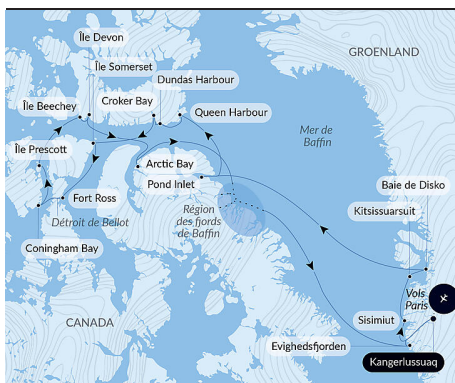 Île Devon
GROENLAND
Île Somerset
Dundas Harbour
Croker Bay
Île Beechey
Queen Harbour
Mer de
Baffin
Île Prescott
Arctic Bay
Pond Inlet
Baie de Disko
Fort Ross
Kitsissuarsuit
Région
des fjords
de Baffin
Détroit de Bellot
Coningham Bay
Vols
Paris
Sisimiut
CANADA
Evighedsfjorden
Kangerlussuaq